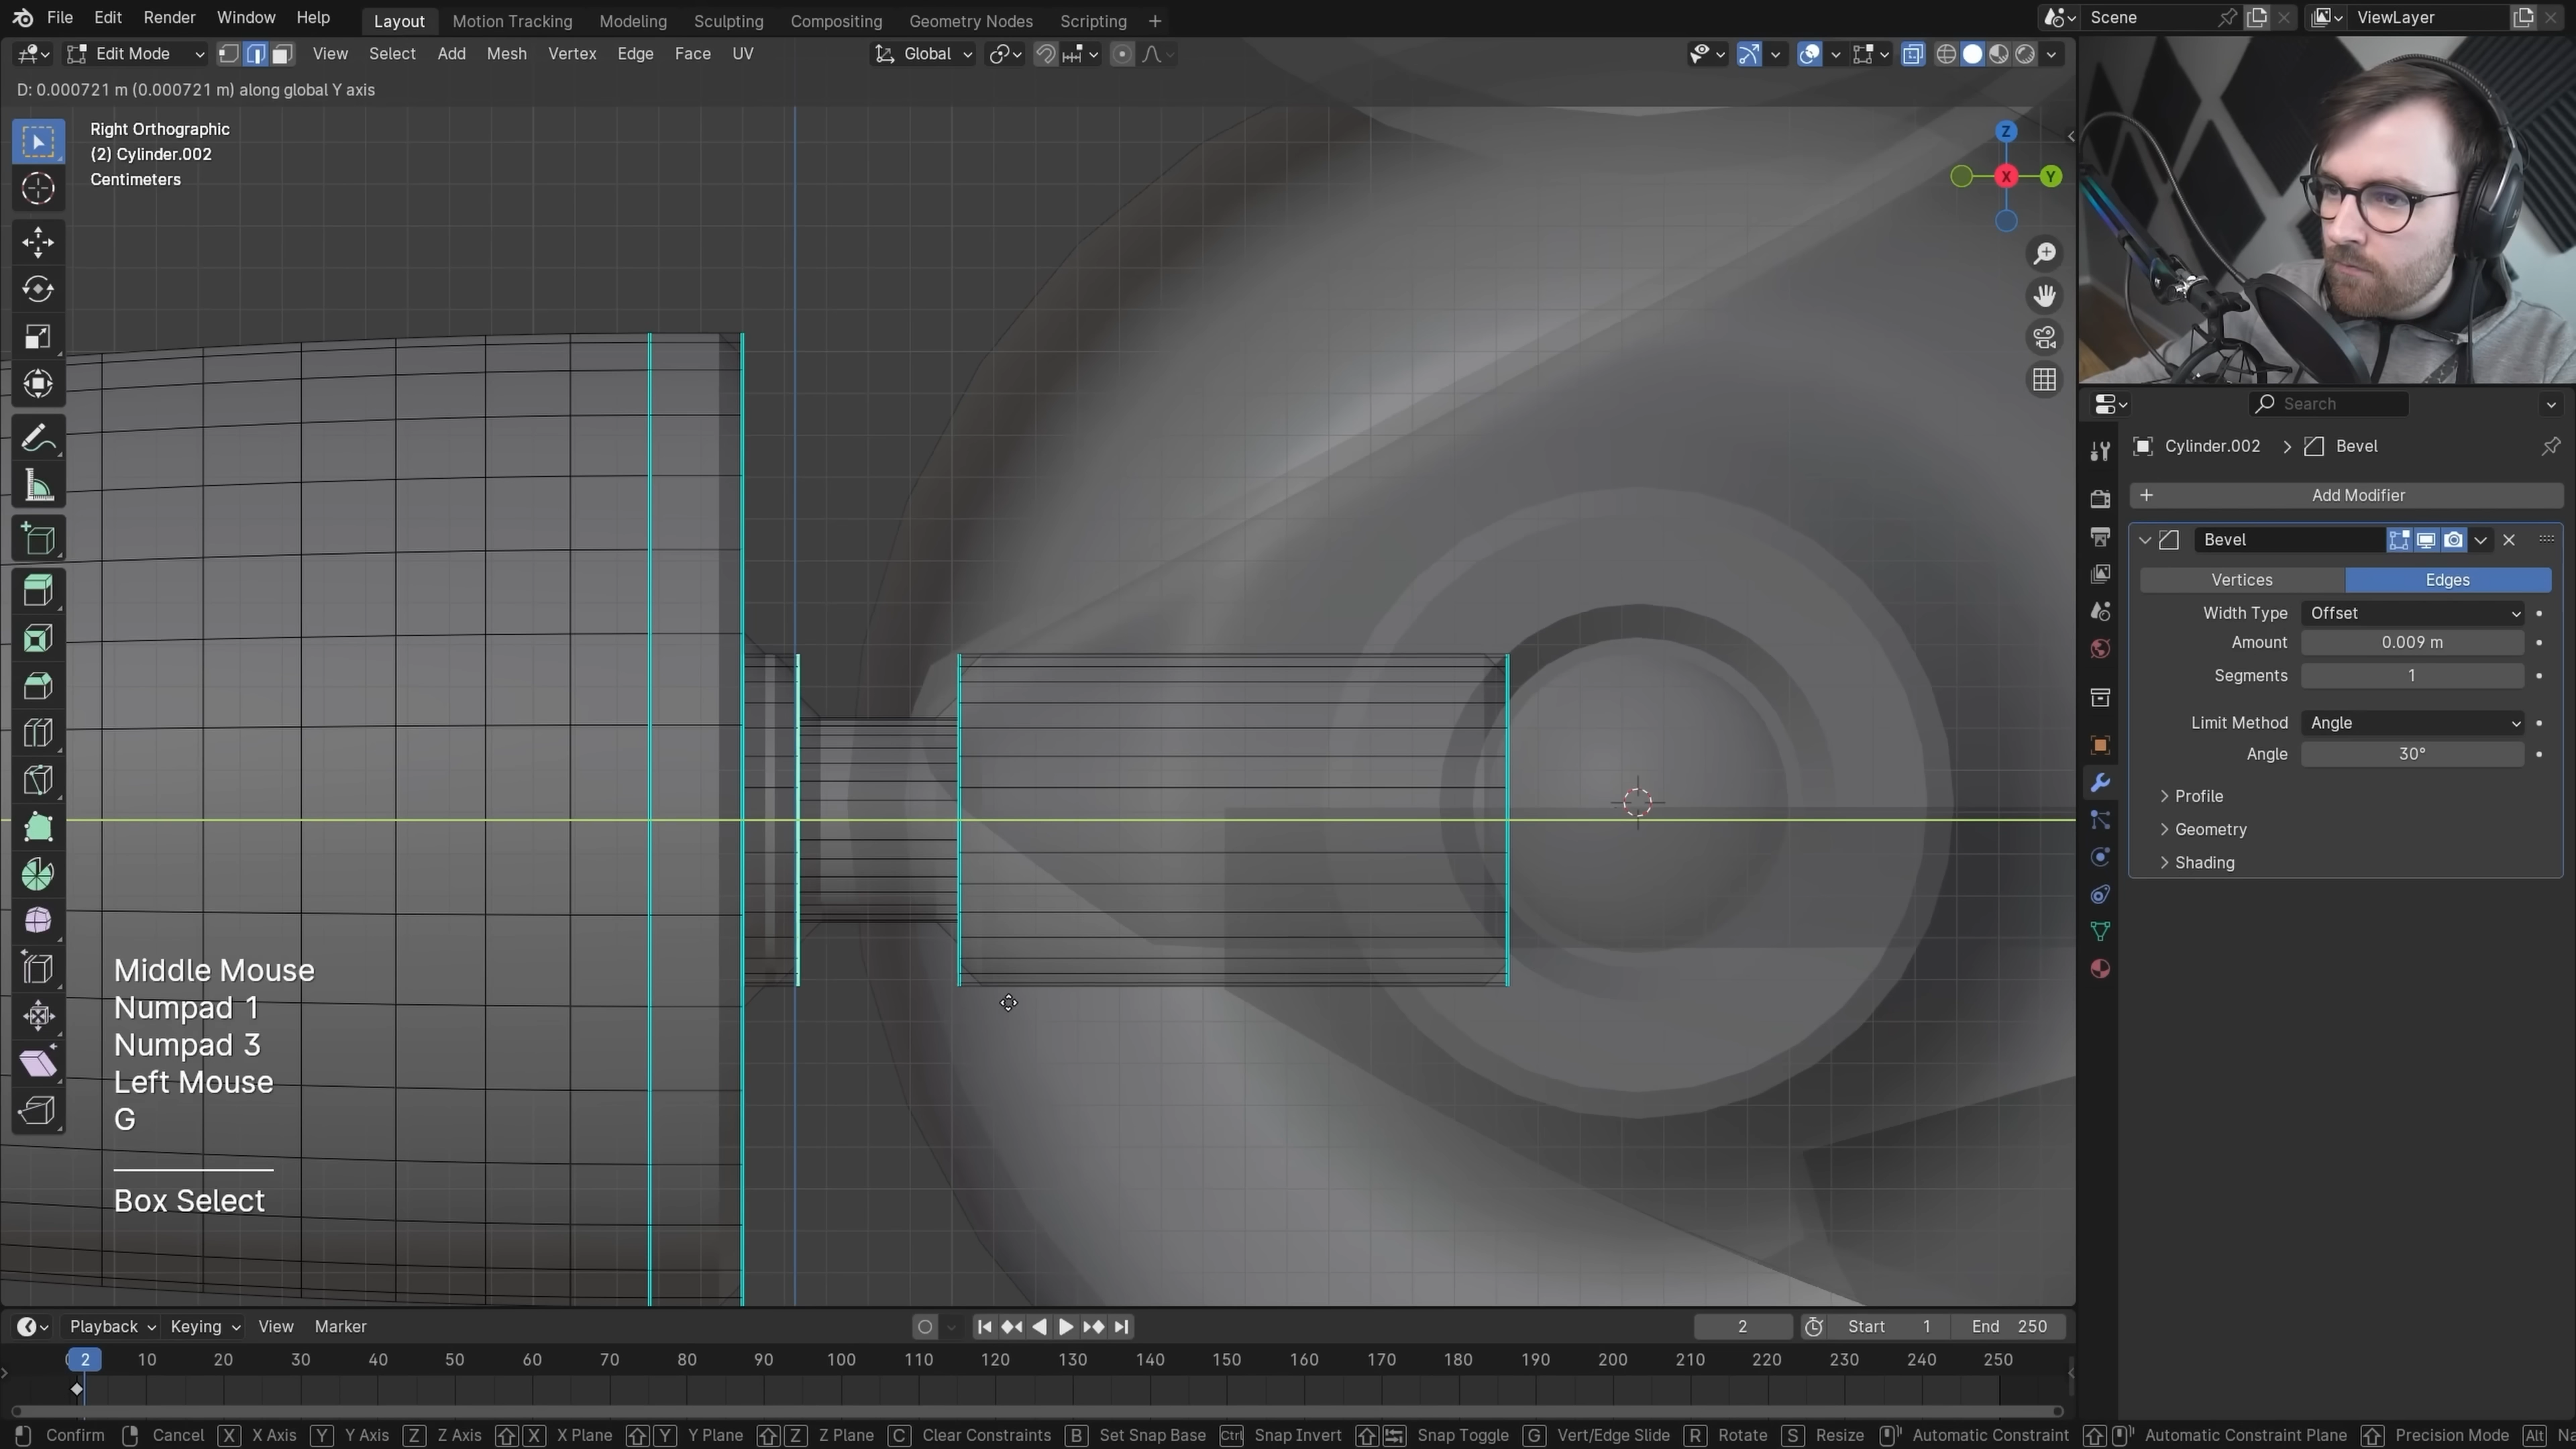 File Edit Render Window Help Layout Motion Tracking Modeling Sculpting Compositing Geometry Nodes Scripting + Scene ViewLayer
Edit Mode View Select Add Mesh Vertex Edge Face UV Global
D: 0.000721 m (0.000721 m) along global Y axis
Right Orthographic
(2) Cylinder.002
Centimeters
Z
X
Y
Search
Cylinder.002 > Bevel
+ Add Modifier
Bevel
Vertices Edges
Width Type Offset
Amount 0.009 m
Segments 1
Limit Method Angle
Angle 30°
Profile
Geometry
Shading
Middle Mouse
Numpad 1
Numpad 3
Left Mouse
G
Box Select
Playback Keying View Marker 2 Start 1 End 250
2 10 20 30 40 50 60 70 80 90 100 110 120 130 140 150 160 170 180 190 200 210 220 230 240 250
Confirm Cancel X X Axis Y Y Axis Z Z Axis X X Plane Y Y Plane Z Z Plane C Clear Constraints B Set Snap Base Ctrl Snap Invert Snap Toggle G Vert/Edge Slide R Rotate S Resize Automatic Constraint Automatic Constraint Plane Precision Mode Alt